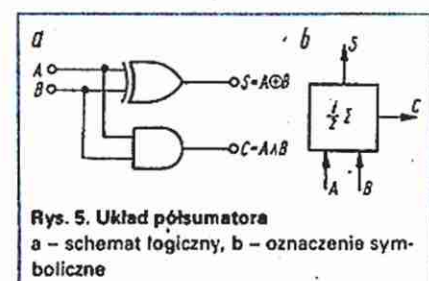 a
b
A
B
S=A⊕B
C=A∧B
S
½ Σ
C
A
B
Rys. 5. Układ półsumatora
a – schemat logiczny, b – oznaczenie sym-
boliczne